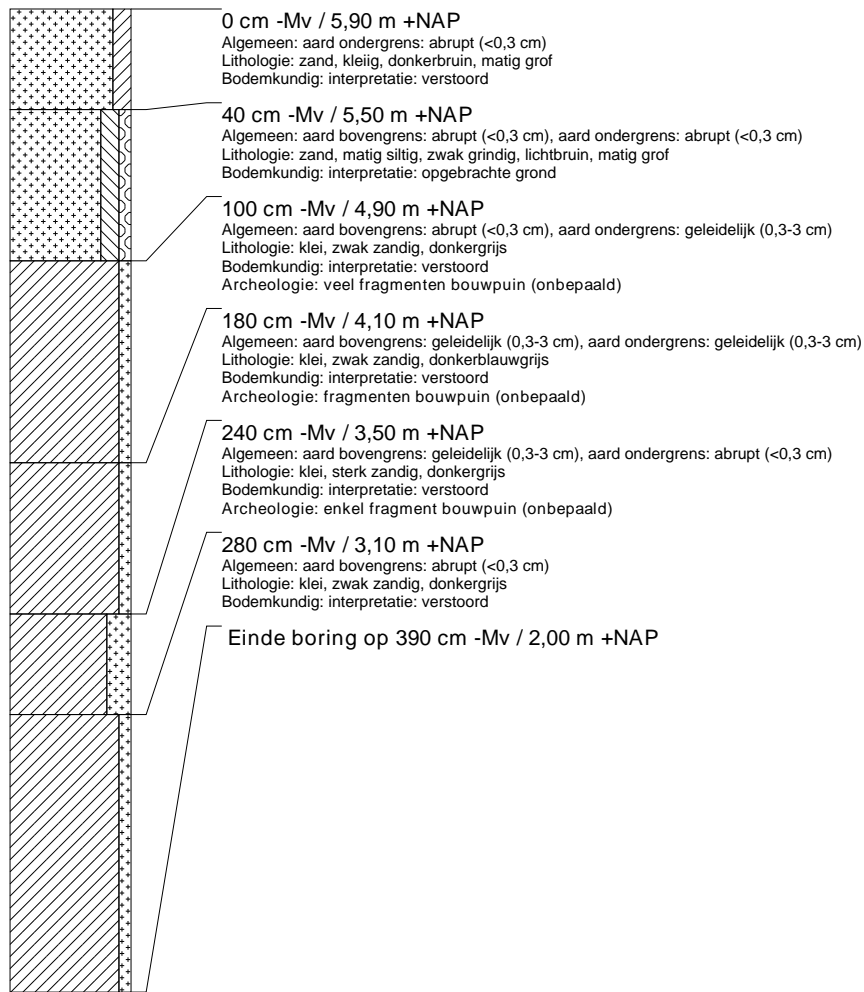 0 cm -Mv / 5,90 m +NAP
Algemeen: aard ondergrens: abrupt (<0,3 cm)
Lithologie: zand, kleiig, donkerbruin, matig grof
Bodemkundig: interpretatie: verstoord
40 cm -Mv / 5,50 m +NAP
Algemeen: aard bovengrens: abrupt (<0,3 cm), aard ondergrens: abrupt (<0,3 cm)
Lithologie: zand, matig siltig, zwak grindig, lichtbruin, matig grof
Bodemkundig: interpretatie: opgebrachte grond
100 cm -Mv / 4,90 m +NAP
Algemeen: aard bovengrens: abrupt (<0,3 cm), aard ondergrens: geleidelijk (0,3-3 cm)
Lithologie: klei, zwak zandig, donkergrijs
Bodemkundig: interpretatie: verstoord
Archeologie: veel fragmenten bouwpuin (onbepaald)
180 cm -Mv / 4,10 m +NAP
Algemeen: aard bovengrens: geleidelijk (0,3-3 cm), aard ondergrens: geleidelijk (0,3-3 cm)
Lithologie: klei, zwak zandig, donkerblauwgrijs
Bodemkundig: interpretatie: verstoord
Archeologie: fragmenten bouwpuin (onbepaald)
240 cm -Mv / 3,50 m +NAP
Algemeen: aard bovengrens: geleidelijk (0,3-3 cm), aard ondergrens: abrupt (<0,3 cm)
Lithologie: klei, sterk zandig, donkergrijs
Bodemkundig: interpretatie: verstoord
Archeologie: enkel fragment bouwpuin (onbepaald)
280 cm -Mv / 3,10 m +NAP
Algemeen: aard bovengrens: abrupt (<0,3 cm)
Lithologie: klei, zwak zandig, donkergrijs
Bodemkundig: interpretatie: verstoord
Einde boring op 390 cm -Mv / 2,00 m +NAP